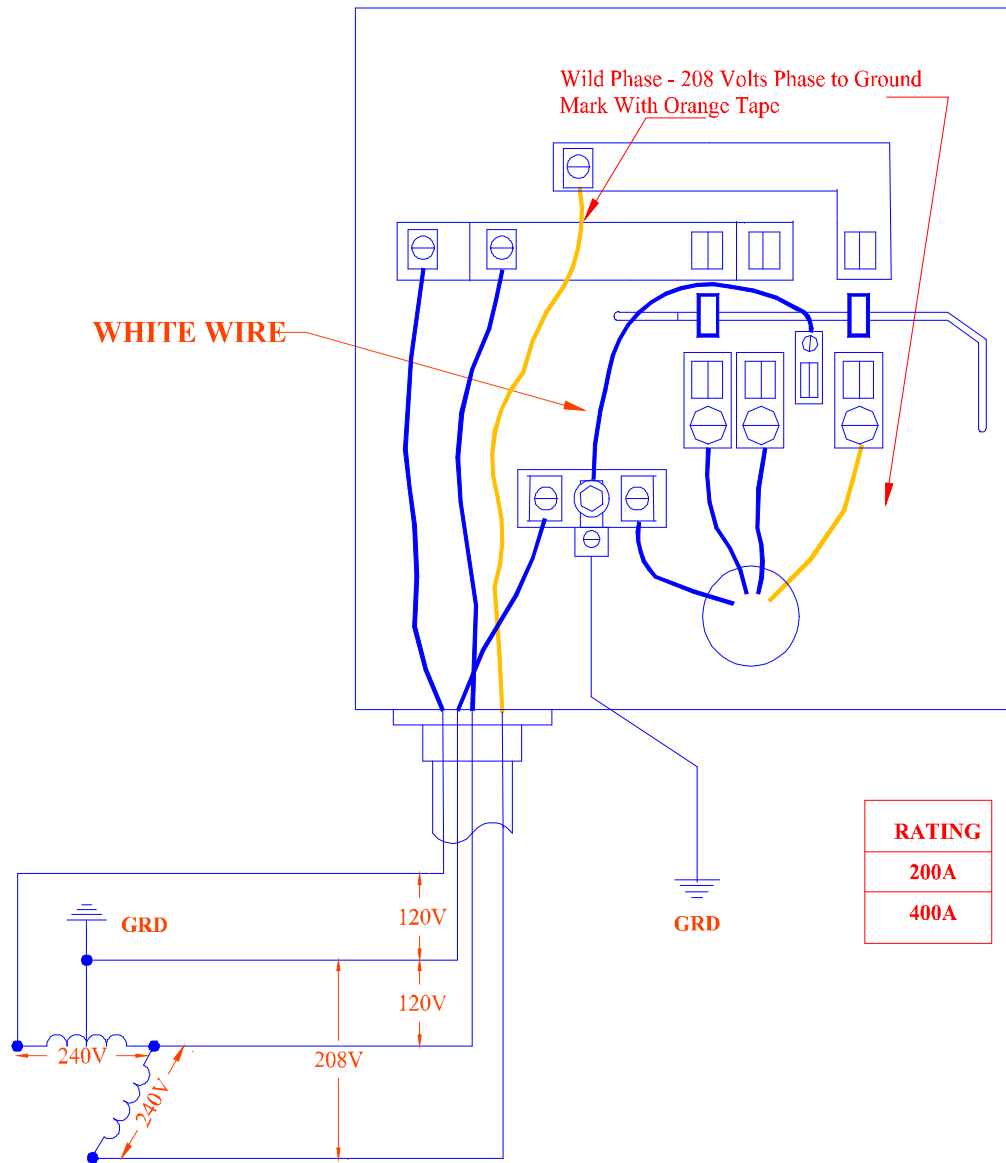 Wild Phase - 208 Volts Phase to Ground
Mark With Orange Tape
WHITE WIRE
RATING
200A
400A
GRD
120V
GRD
120V
240V
208V
240V